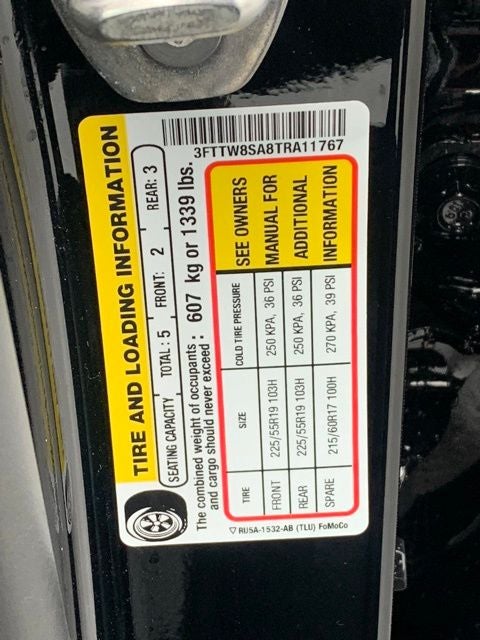 3FTTW8SA8TRA11767
TIRE AND LOADING INFORMATION
SEATING CAPACITY TOTAL : 5 FRONT: 2 REAR: 3
The combined weight of occupants : 607 kg or 1339 lbs.
and cargo should never exceed :
TIRE SIZE COLD TIRE PRESSURE SEE OWNERS
FRONT 225/55R19 103H 250 KPA, 36 PSI MANUAL FOR
REAR 225/55R19 103H 250 KPA, 36 PSI ADDITIONAL
SPARE 215/60R17 100H 270 KPA, 39 PSI INFORMATION
▽ RU5A-1532-AB (TLU) FoMoCo